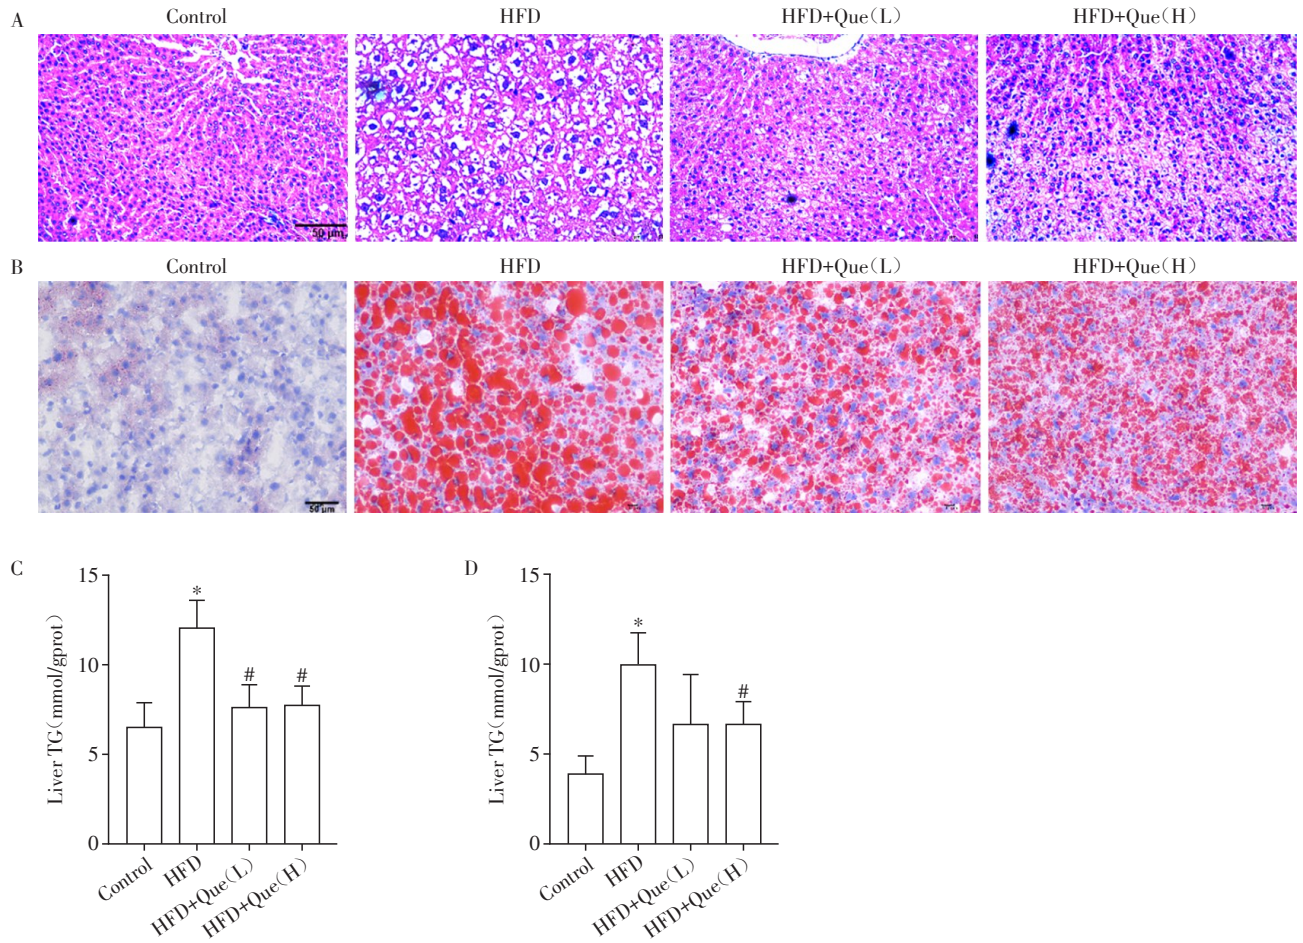 A Control HFD HFD+Que(L) HFD+Que(H)
50 μm
B Control HFD HFD+Que(L) HFD+Que(H)
50 μm
C
Liver TG(mmol/gprot)
15
10
5
0
*
#
#
Control
HFD
HFD+Que(L)
HFD+Que(H)
D
Liver TG(mmol/gprot)
15
10
5
0
*
#
Control
HFD
HFD+Que(L)
HFD+Que(H)